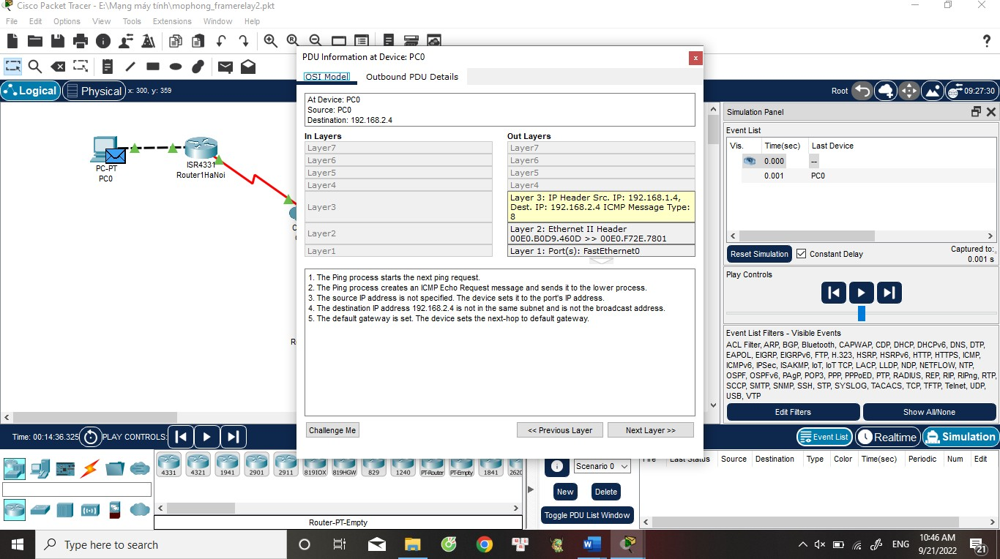 Cisco Packet Tracer - E:\Mạng máy tính\mophong_framerelay2.pkt
File Edit Options View Tools Extensions Window Help
Logical Physical x: 300, y: 359
Root 09:27:30
PC-PT
PC0
ISR4331
Router1HaNoi
PDU Information at Device: PC0
x
OSI Model Outbound PDU Details
At Device: PC0
Source: PC0
Destination: 192.168.2.4
In Layers
Layer7
Layer6
Layer5
Layer4
Layer3
Layer2
Layer1
Out Layers
Layer7
Layer6
Layer5
Layer4
Layer 3: IP Header Src. IP: 192.168.1.4,
Dest. IP: 192.168.2.4 ICMP Message Type:
8
Layer 2: Ethernet II Header
00E0.B0D9.460D >> 00E0.F72E.7801
Layer 1: Port(s): FastEthernet0
1. The Ping process starts the next ping request.
2. The Ping process creates an ICMP Echo Request message and sends it to the lower process.
3. The source IP address is not specified. The device sets it to the port's IP address.
4. The destination IP address 192.168.2.4 is not in the same subnet and is not the broadcast address.
5. The default gateway is set. The device sets the next-hop to default gateway.
Challenge Me << Previous Layer Next Layer >>
Simulation Panel
Event List
Vis. Time(sec) Last Device
0.000 --
0.001 PC0
Reset Simulation Constant Delay Captured to:
0.001 s
Play Controls
Event List Filters - Visible Events
ACL Filter, ARP, BGP, Bluetooth, CAPWAP, CDP, DHCP, DHCPv6, DNS, DTP,
EAPOL, EIGRP, EIGRPv6, FTP, H.323, HSRP, HSRPv6, HTTP, HTTPS, ICMP,
ICMPv6, IPSec, ISAKMP, IoT, IoT TCP, LACP, LLDP, NDP, NETFLOW, NTP,
OSPF, OSPFv6, PAgP, POP3, PPP, PPPoED, PTP, RADIUS, REP, RIP, RIPng, RTP,
SCCP, SMTP, SNMP, SSH, STP, SYSLOG, TACACS, TCP, TFTP, Telnet, UDP,
USB, VTP
Edit Filters Show All/None
Time: 00:14:36.325 PLAY CONTROLS:
Event List Realtime Simulation
4331 4321 1941 2901 2911 819IOX 819HGW 829 1240 PT-Router PT-Empty 1841 2620
Router-PT-Empty
Scenario 0
New Delete
Toggle PDU List Window
Fire Last Status Source Destination Type Color Time(sec) Periodic Num Edit
Type here to search
ENG
10:46 AM
9/21/2022
21